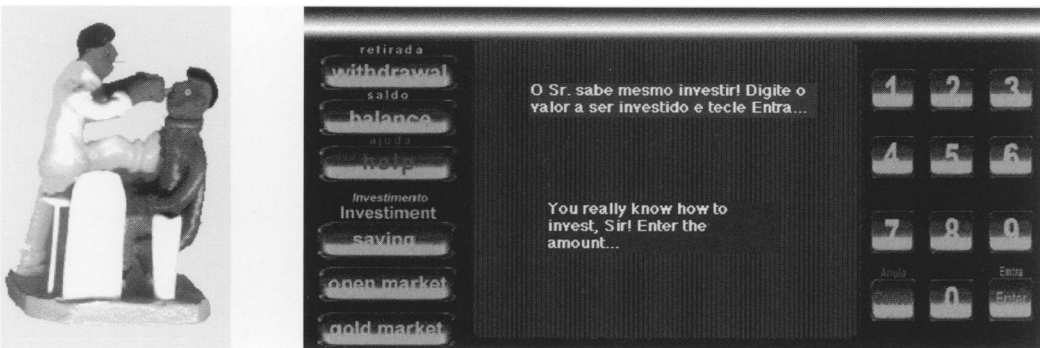 retirada
withdrawal
saldo
balance
ajuda
help
Investimento
Investiment
saving
open market
gold market
O Sr. sabe mesmo investir! Digite o
valor a ser investido e tecle Entra...
You really know how to
invest, Sir! Enter the
amount...
1 2 3
4 5 6
7 8 9
Anula Entra
0 Enter